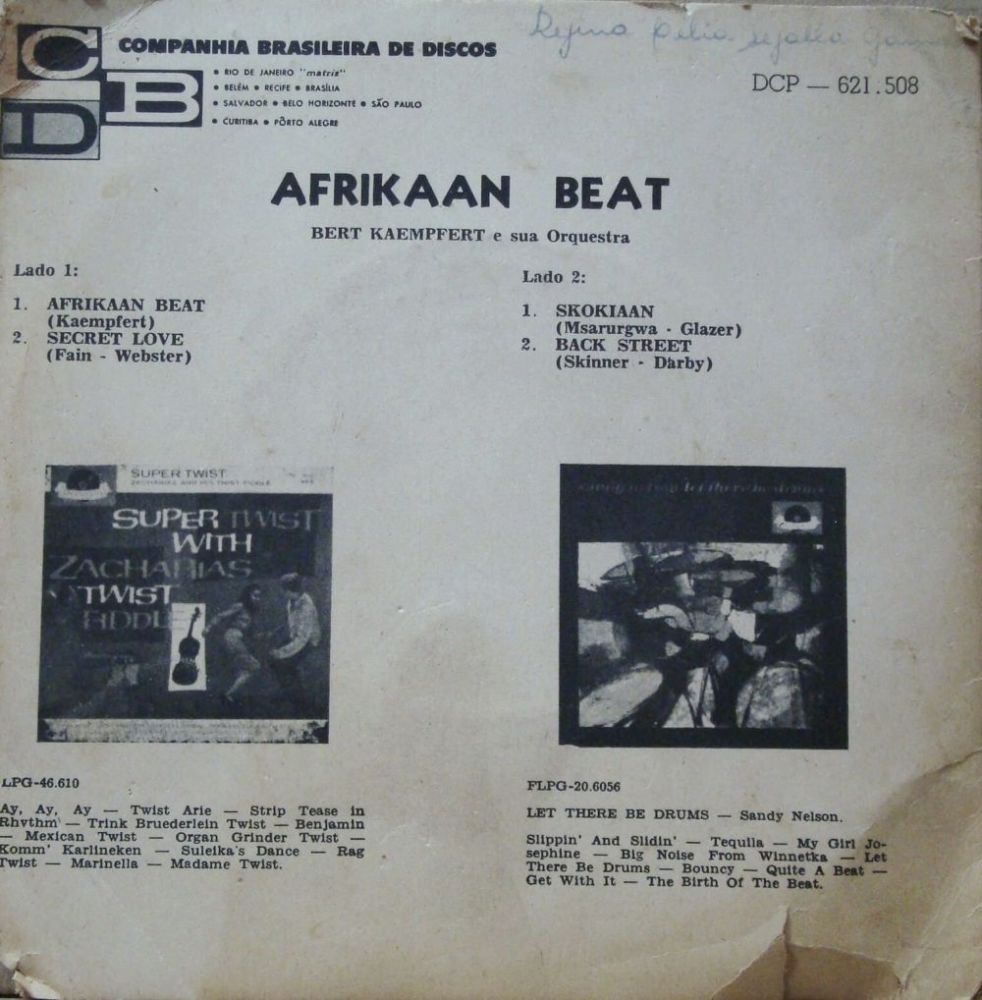 Regina
CBD
COMPANHIA BRASILEIRA DE DISCOS
• RIO DE JANEIRO "matriz"
• BELÉM • RECIFE • BRASÍLIA
• SALVADOR • BELO HORIZONTE • SÃO PAULO
• CURITIBA • PÔRTO ALEGRE
DCP — 621.508
AFRIKAAN BEAT
BERT KAEMPFERT e sua Orquestra
Lado 1:
1. AFRIKAAN BEAT
(Kaempfert)
2. SECRET LOVE
(Fain - Webster)
Lado 2:
1. SKOKIAAN
(Msarurgwa - Glazer)
2. BACK STREET
(Skinner - Darby)
SUPER TWIST
SUPER TWIST
WITH
ZACHARIAS
TWIST
FIDDLE
LPG-46.610
Ay, Ay, Ay — Twist Arie — Strip Tease in
Rhythm — Trink Bruederlein Twist — Benjamin
— Mexican Twist — Organ Grinder Twist —
Komm' Karlineken — Suleika's Dance — Rag
Twist — Marinella — Madame Twist.
let there be drums
FLPG-20.6056
LET THERE BE DRUMS — Sandy Nelson.
Slippin' And Slidin' — Tequila — My Girl Jo-
sephine — Big Noise From Winnetka — Let
There Be Drums — Bouncy — Quite A Beat —
Get With It — The Birth Of The Beat.